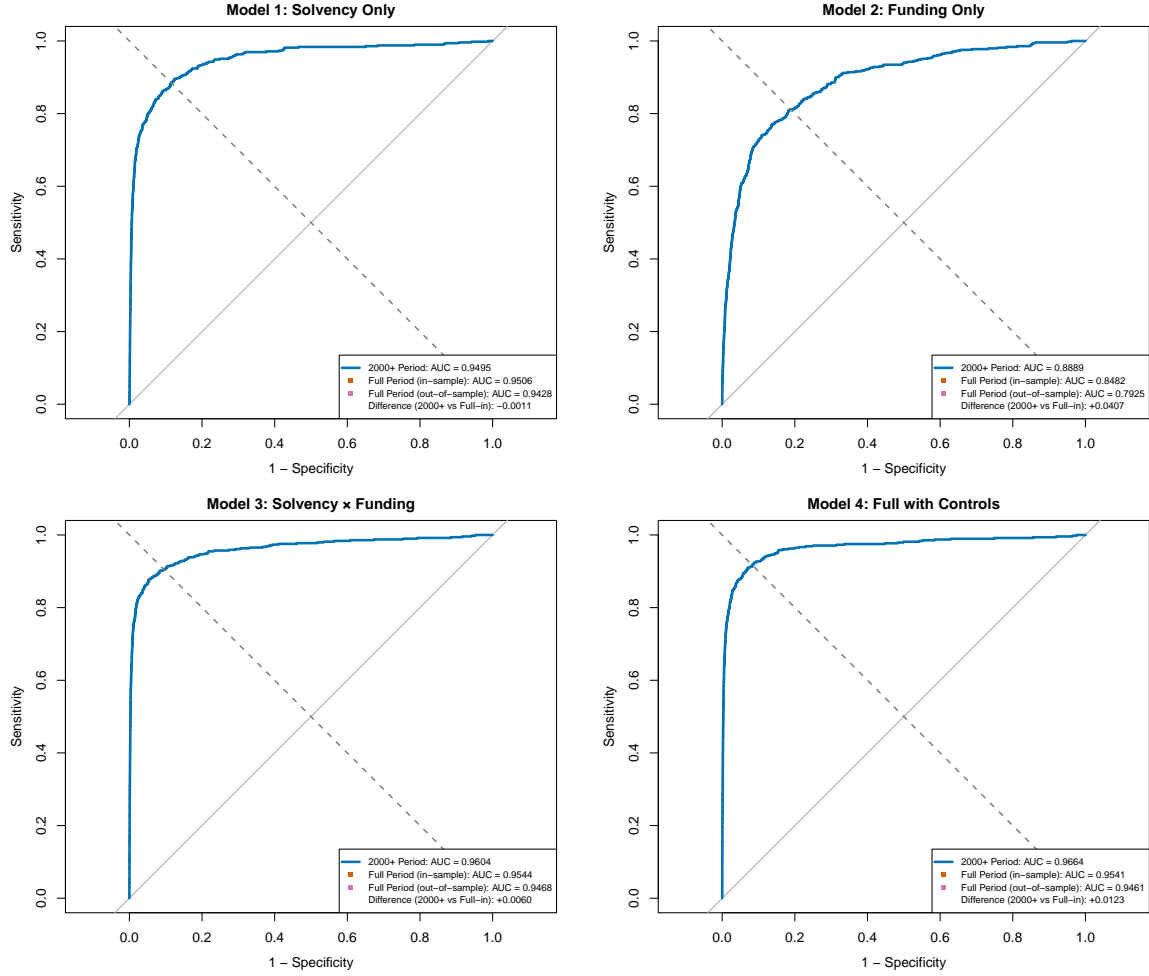 Model 1: Solvency Only
Sensitivity
1.0
0.8
0.6
0.4
0.2
0.0
2000+ Period: AUC = 0.9495
Full Period (in−sample): AUC = 0.9506
Full Period (out−of−sample): AUC = 0.9428
Difference (2000+ vs Full−in): −0.0011
0.0 0.2 0.4 0.6 0.8 1.0
1 − Specificity
Model 2: Funding Only
Sensitivity
1.0
0.8
0.6
0.4
0.2
0.0
2000+ Period: AUC = 0.8889
Full Period (in−sample): AUC = 0.8482
Full Period (out−of−sample): AUC = 0.7925
Difference (2000+ vs Full−in): +0.0407
0.0 0.2 0.4 0.6 0.8 1.0
1 − Specificity
Model 3: Solvency × Funding
Sensitivity
1.0
0.8
0.6
0.4
0.2
0.0
2000+ Period: AUC = 0.9604
Full Period (in−sample): AUC = 0.9544
Full Period (out−of−sample): AUC = 0.9468
Difference (2000+ vs Full−in): +0.0060
0.0 0.2 0.4 0.6 0.8 1.0
1 − Specificity
Model 4: Full with Controls
Sensitivity
1.0
0.8
0.6
0.4
0.2
0.0
2000+ Period: AUC = 0.9664
Full Period (in−sample): AUC = 0.9541
Full Period (out−of−sample): AUC = 0.9461
Difference (2000+ vs Full−in): +0.0123
0.0 0.2 0.4 0.6 0.8 1.0
1 − Specificity